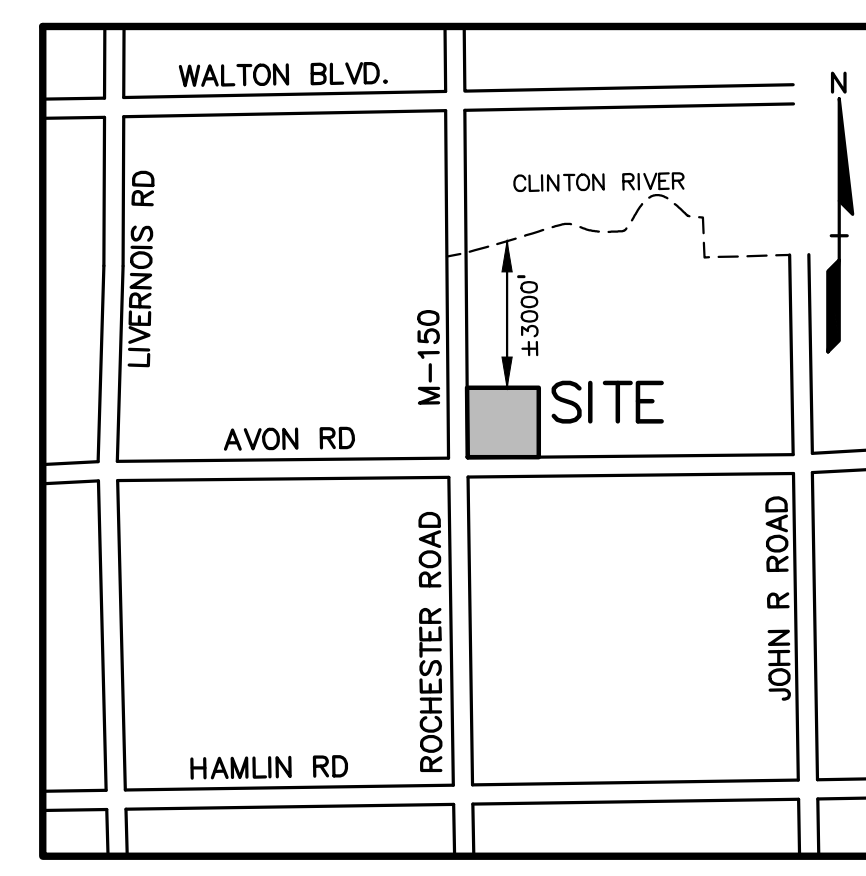 WALTON BLVD.
N
CLINTON RIVER
LIVERNOIS RD
±3000'
M-150
SITE
AVON RD
ROCHESTER ROAD
JOHN R ROAD
HAMLIN RD